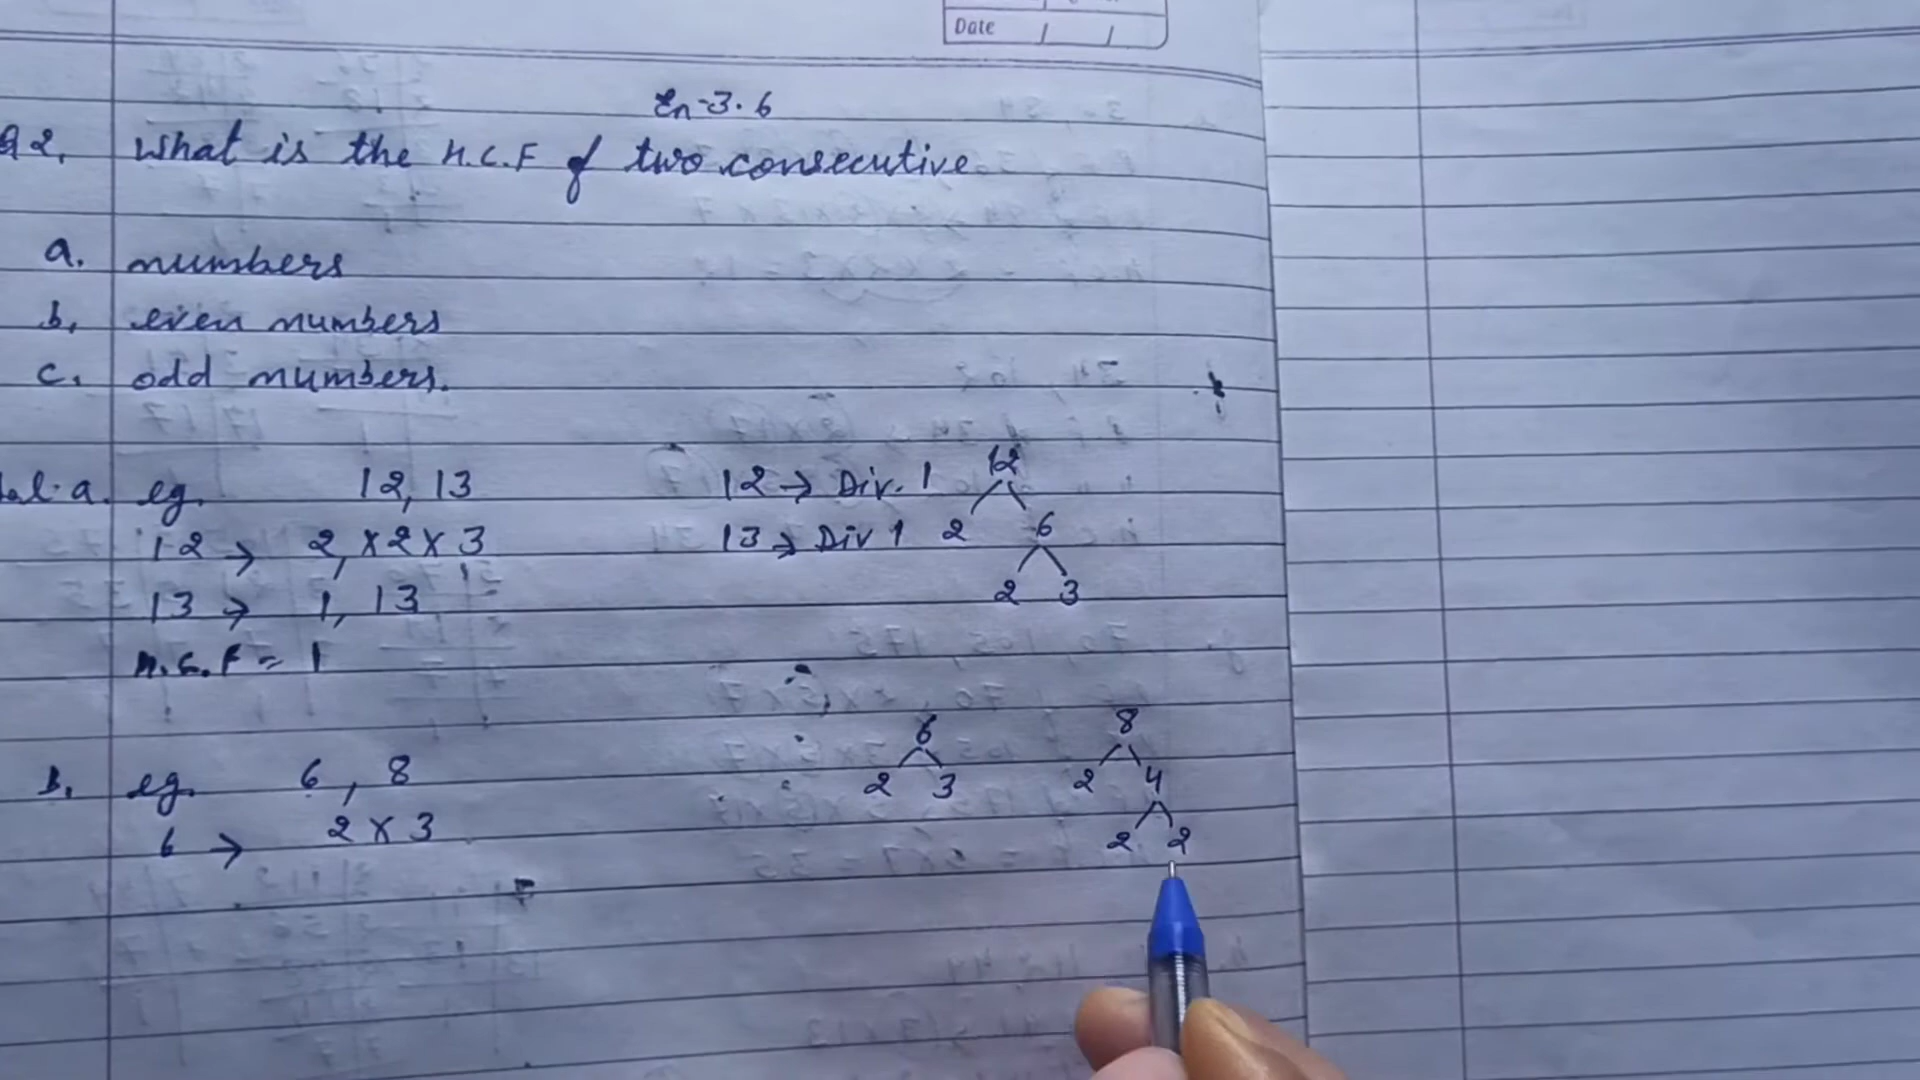 Date / /
Ex-3.6
Q2. What is the H.C.F of two consecutive
a. numbers
b. even numbers
c. odd numbers.
Sol. a. eg. 12, 13
12 → 2 × 2 × 3
13 → 1, 13
H.C.F = 1
12 → Div. 1
13 → Div 1
12
2 6
2 3
b. eg. 6, 8
6 → 2 × 3
6
2 3
8
2 4
2 2